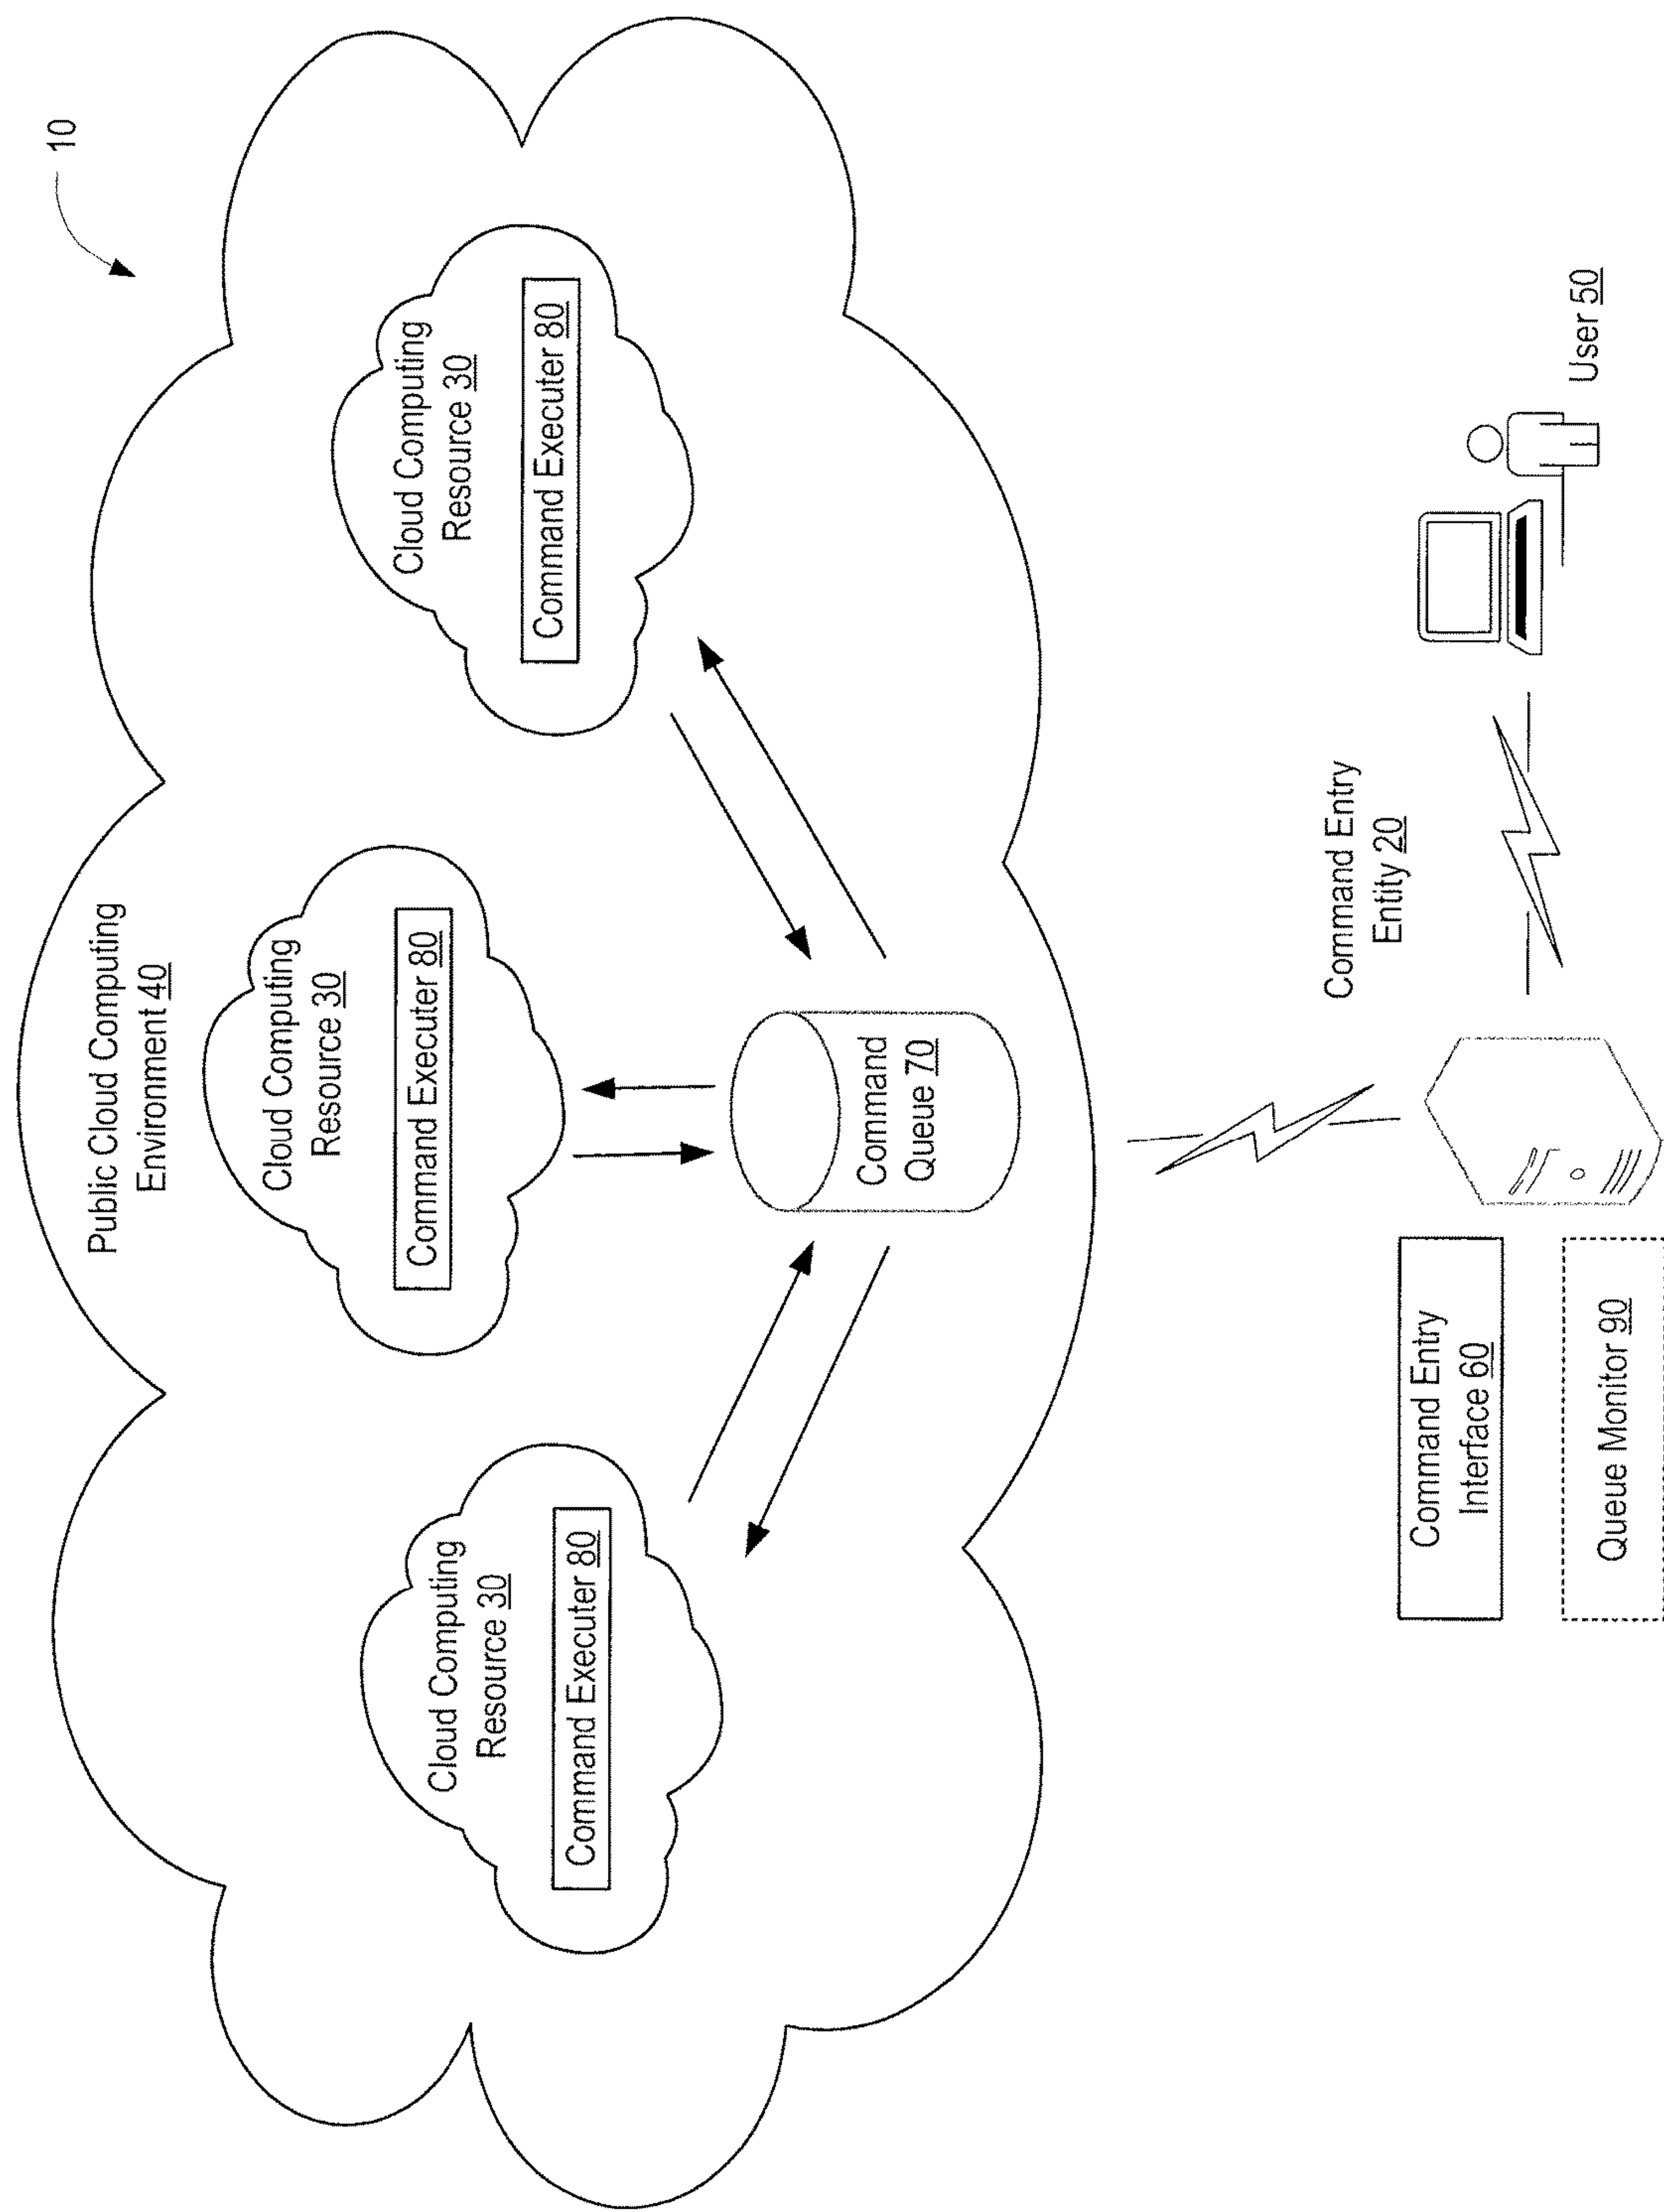 10
Public Cloud Computing
Environment 40
Cloud Computing
Resource 30
Command Executer 80
Cloud Computing
Resource 30
Command Executer 80
Cloud Computing
Resource 30
Command Executer 80
Command
Queue 70
Command Entry
Interface 60
Queue Monitor 90
Command Entry
Entity 20
User 50